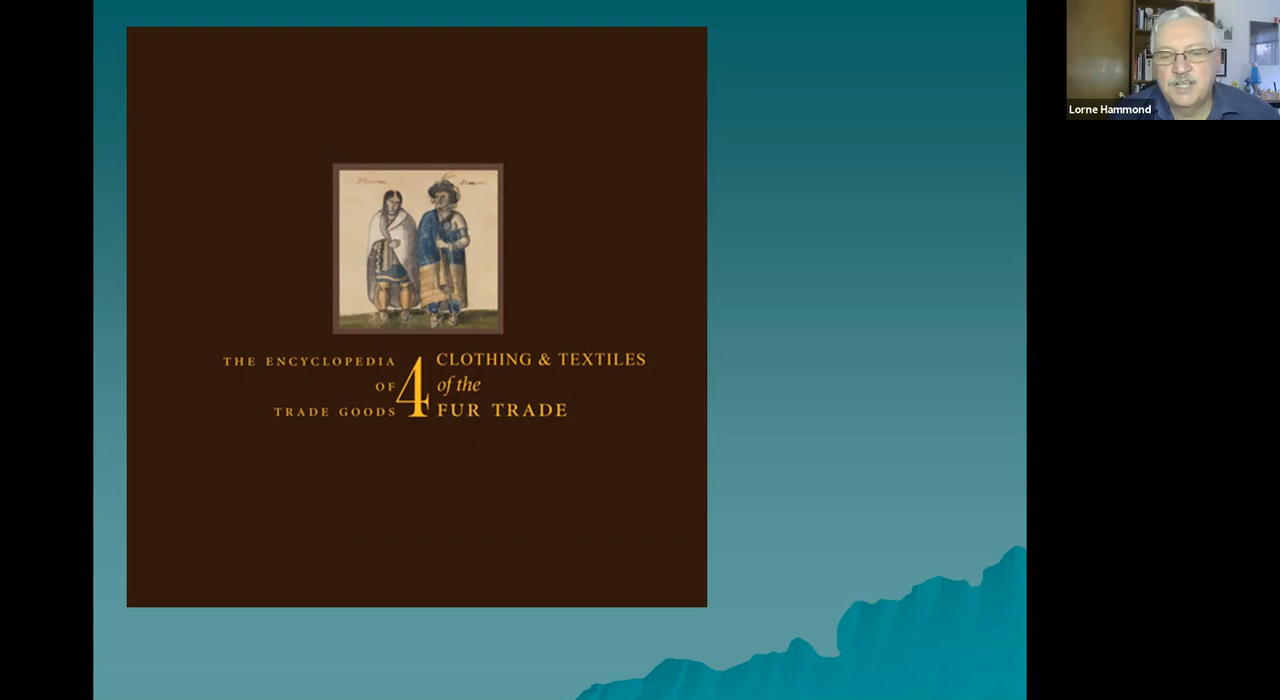 THE ENCYCLOPEDIA
OF
TRADE GOODS
4
CLOTHING & TEXTILES
of the
FUR TRADE
Lorne Hammond